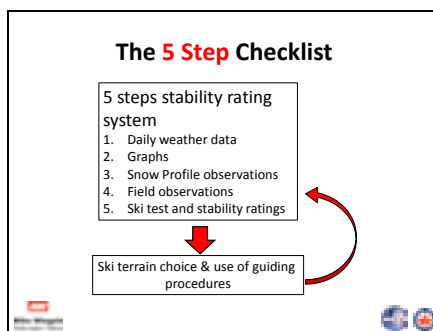 The 5 Step Checklist
5 steps stability rating
system
1. Daily weather data
2. Graphs
3. Snow Profile observations
4. Field observations
5. Ski test and stability ratings
Ski terrain choice & use of guiding
procedures